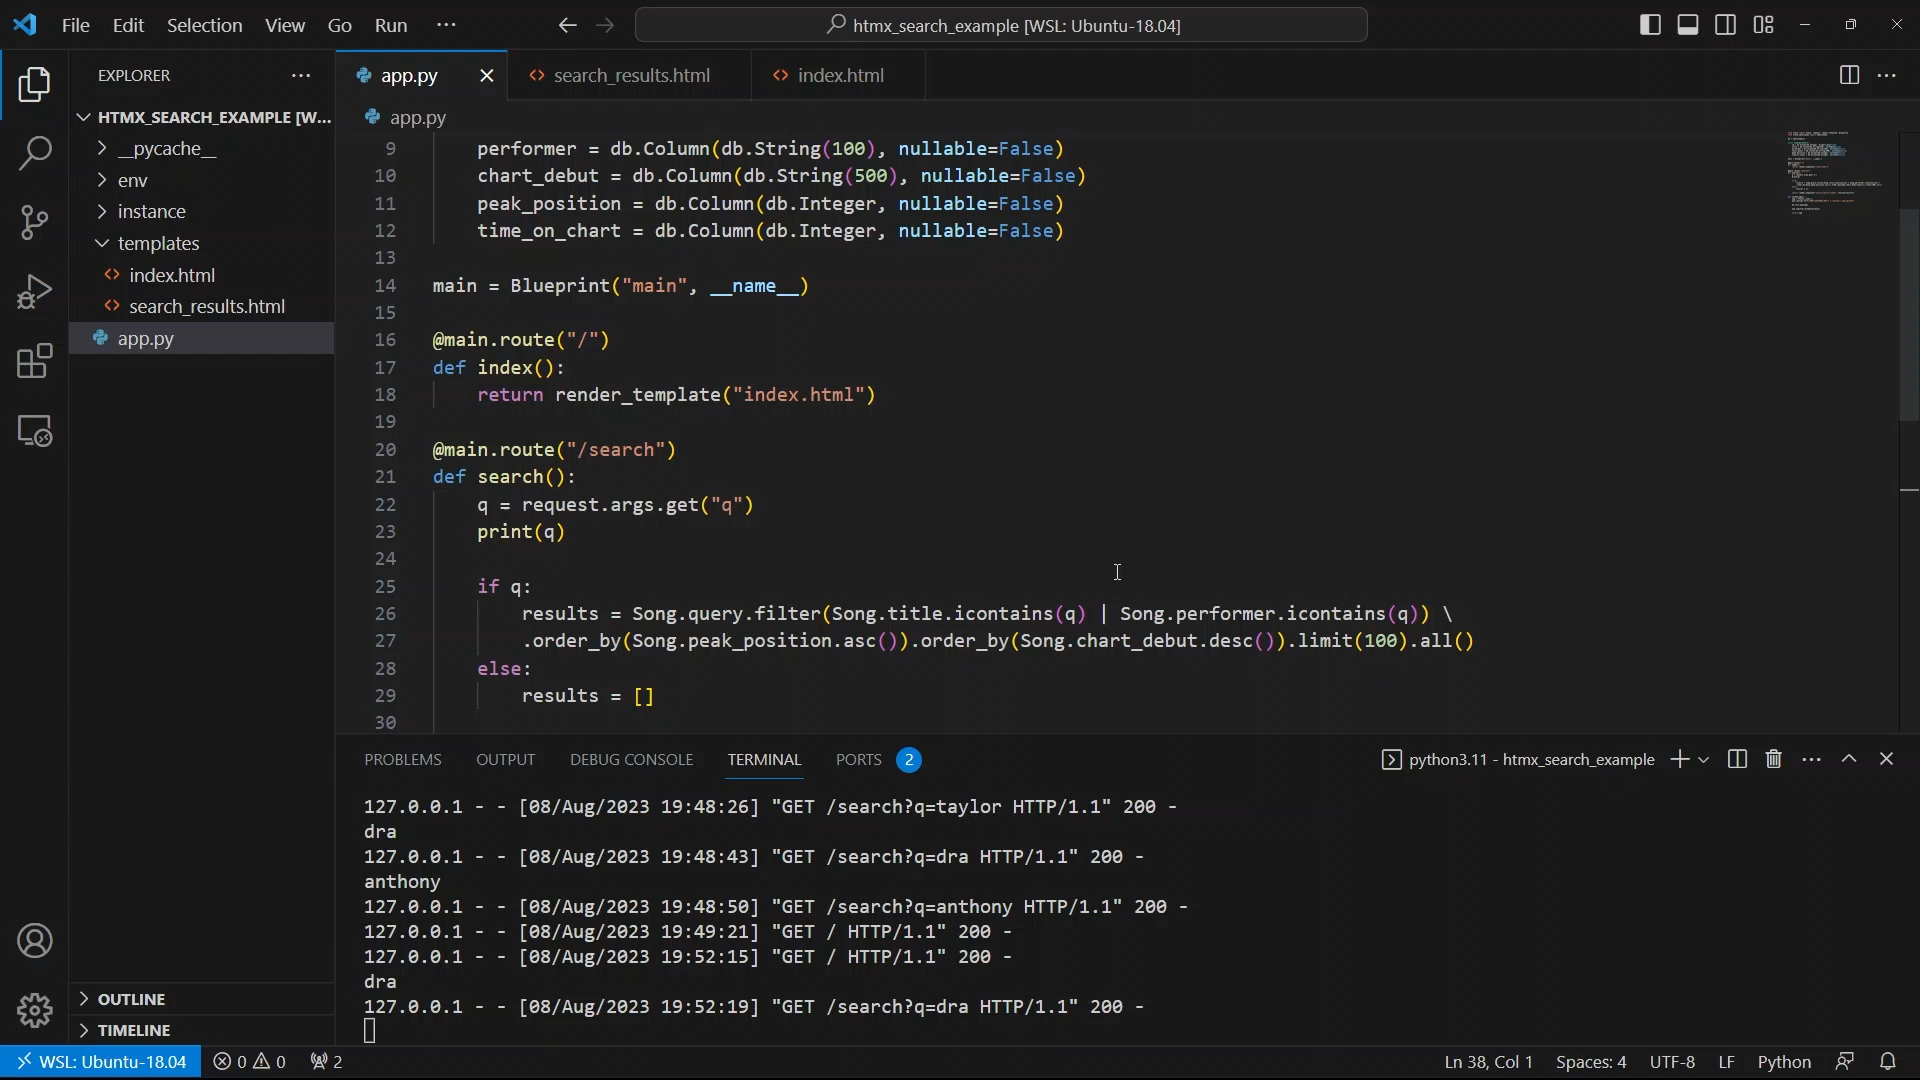 File Edit Selection View Go Run ···
htmx_search_example [WSL: Ubuntu-18.04]
EXPLORER ···
HTMX_SEARCH_EXAMPLE [W...
__pycache__
env
instance
templates
index.html
search_results.html
app.py
OUTLINE
TIMELINE
app.py
search_results.html
index.html
app.py
9 performer = db.Column(db.String(100), nullable=False)
10 chart_debut = db.Column(db.String(500), nullable=False)
11 peak_position = db.Column(db.Integer, nullable=False)
12 time_on_chart = db.Column(db.Integer, nullable=False)
13
14 main = Blueprint("main", __name__)
15
16 @main.route("/")
17 def index():
18 return render_template("index.html")
19
20 @main.route("/search")
21 def search():
22 q = request.args.get("q")
23 print(q)
24
25 if q:
26 results = Song.query.filter(Song.title.icontains(q) | Song.performer.icontains(q)) \
27 .order_by(Song.peak_position.asc()).order_by(Song.chart_debut.desc()).limit(100).all()
28 else:
29 results = []
30
PROBLEMS OUTPUT DEBUG CONSOLE TERMINAL PORTS 2
python3.11 - htmx_search_example
127.0.0.1 - - [08/Aug/2023 19:48:26] "GET /search?q=taylor HTTP/1.1" 200 -
dra
127.0.0.1 - - [08/Aug/2023 19:48:43] "GET /search?q=dra HTTP/1.1" 200 -
anthony
127.0.0.1 - - [08/Aug/2023 19:48:50] "GET /search?q=anthony HTTP/1.1" 200 -
127.0.0.1 - - [08/Aug/2023 19:49:21] "GET / HTTP/1.1" 200 -
127.0.0.1 - - [08/Aug/2023 19:52:15] "GET / HTTP/1.1" 200 -
dra
127.0.0.1 - - [08/Aug/2023 19:52:19] "GET /search?q=dra HTTP/1.1" 200 -
WSL: Ubuntu-18.04 0 0 2
Ln 38, Col 1 Spaces: 4 UTF-8 LF Python